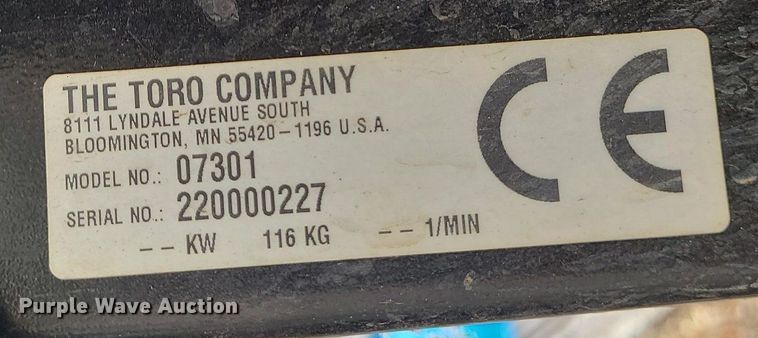 THE TORO COMPANY
8111 LYNDALE AVENUE SOUTH
BLOOMINGTON, MN 55420-1196 U.S.A.
MODEL NO.: 07301
SERIAL NO.: 220000227
-- KW 116 KG -- 1/MIN
CE
Purple Wave Auction